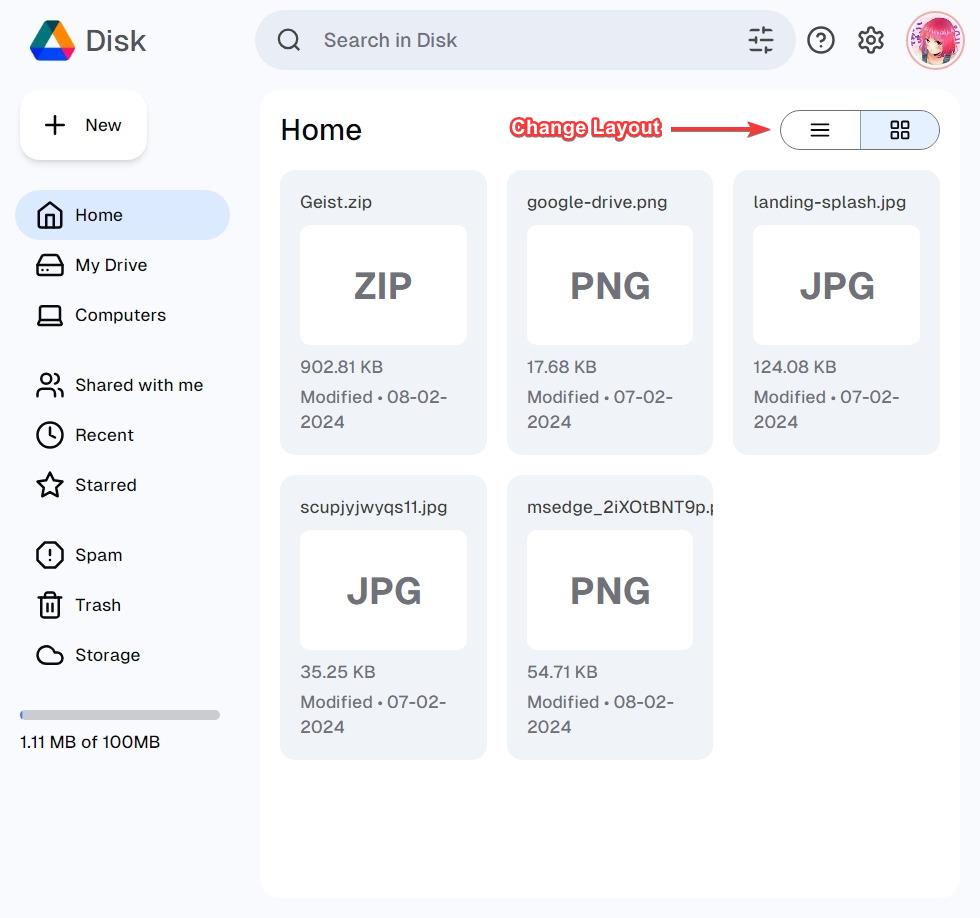 Disk
Search in Disk
New
Home
My Drive
Computers
Shared with me
Recent
Starred
Spam
Trash
Storage
1.11 MB of 100MB
Home
Change Layout
Geist.zip
ZIP
902.81 KB
Modified • 08-02-
2024
google-drive.png
PNG
17.68 KB
Modified • 07-02-
2024
landing-splash.jpg
JPG
124.08 KB
Modified • 07-02-
2024
scupjyjwyqs11.jpg
JPG
35.25 KB
Modified • 07-02-
2024
msedge_2iXOtBNT9p.p
PNG
54.71 KB
Modified • 08-02-
2024